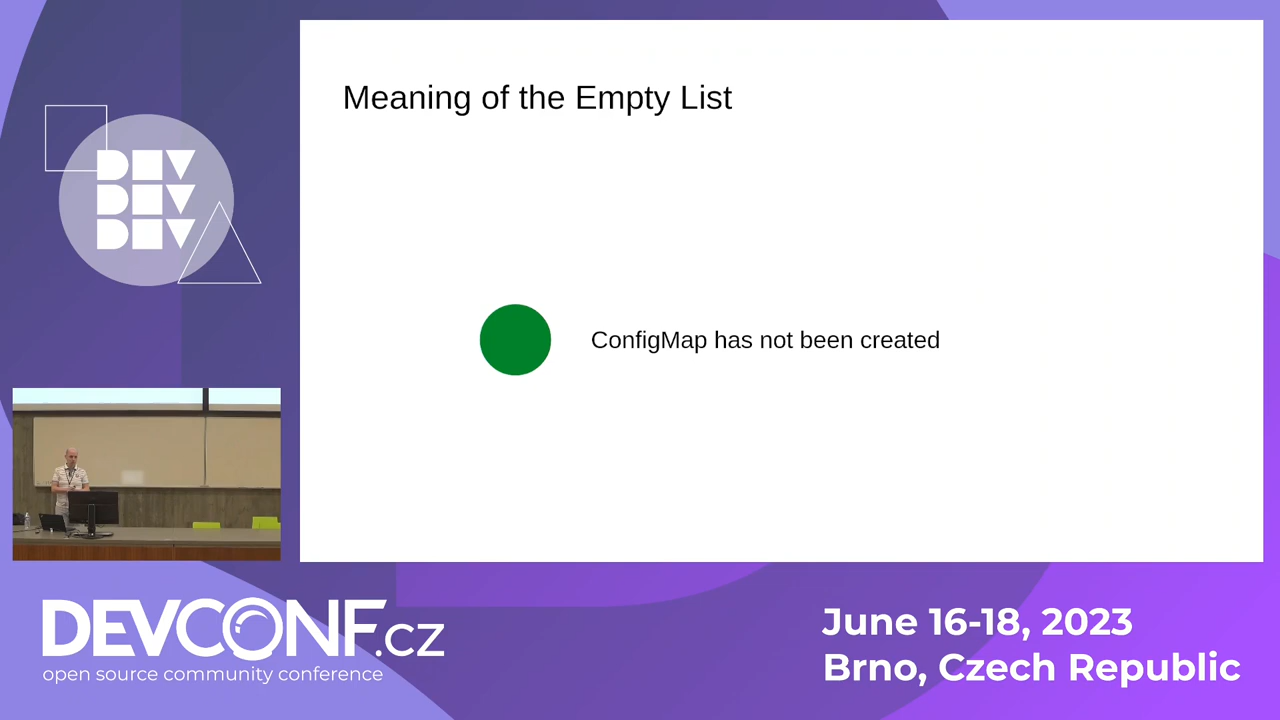 Meaning of the Empty List
DEV
DEV
DEV
ConfigMap has not been created
DEVCONF.cz
open source community conference
June 16-18, 2023
Brno, Czech Republic